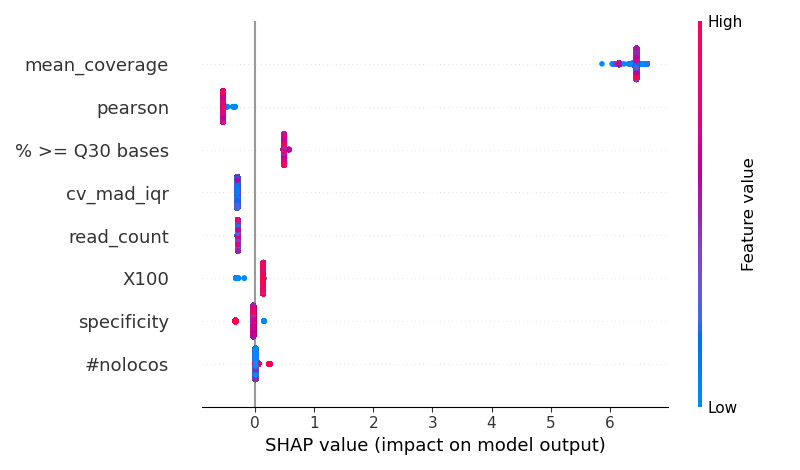 High
mean_coverage
pearson
% >= Q30 bases
cv_mad_iqr
read_count
X100
specificity
#nolocos
Feature value
Low
0 1 2 3 4 5 6
SHAP value (impact on model output)